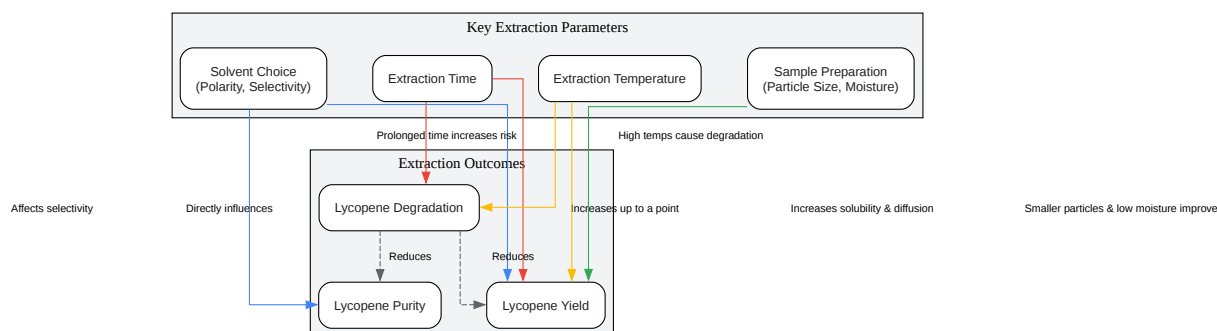 Key Extraction Parameters
Solvent Choice
(Polarity, Selectivity)
Extraction Time
Extraction Temperature
Sample Preparation
(Particle Size, Moisture)
Prolonged time increases risk
High temps cause degradation
Extraction Outcomes
Lycopene Degradation
Affects selectivity
Directly influences
Increases up to a point
Increases solubility & diffusion
Smaller particles & low moisture improve
Reduces
Reduces
Lycopene Purity
Lycopene Yield